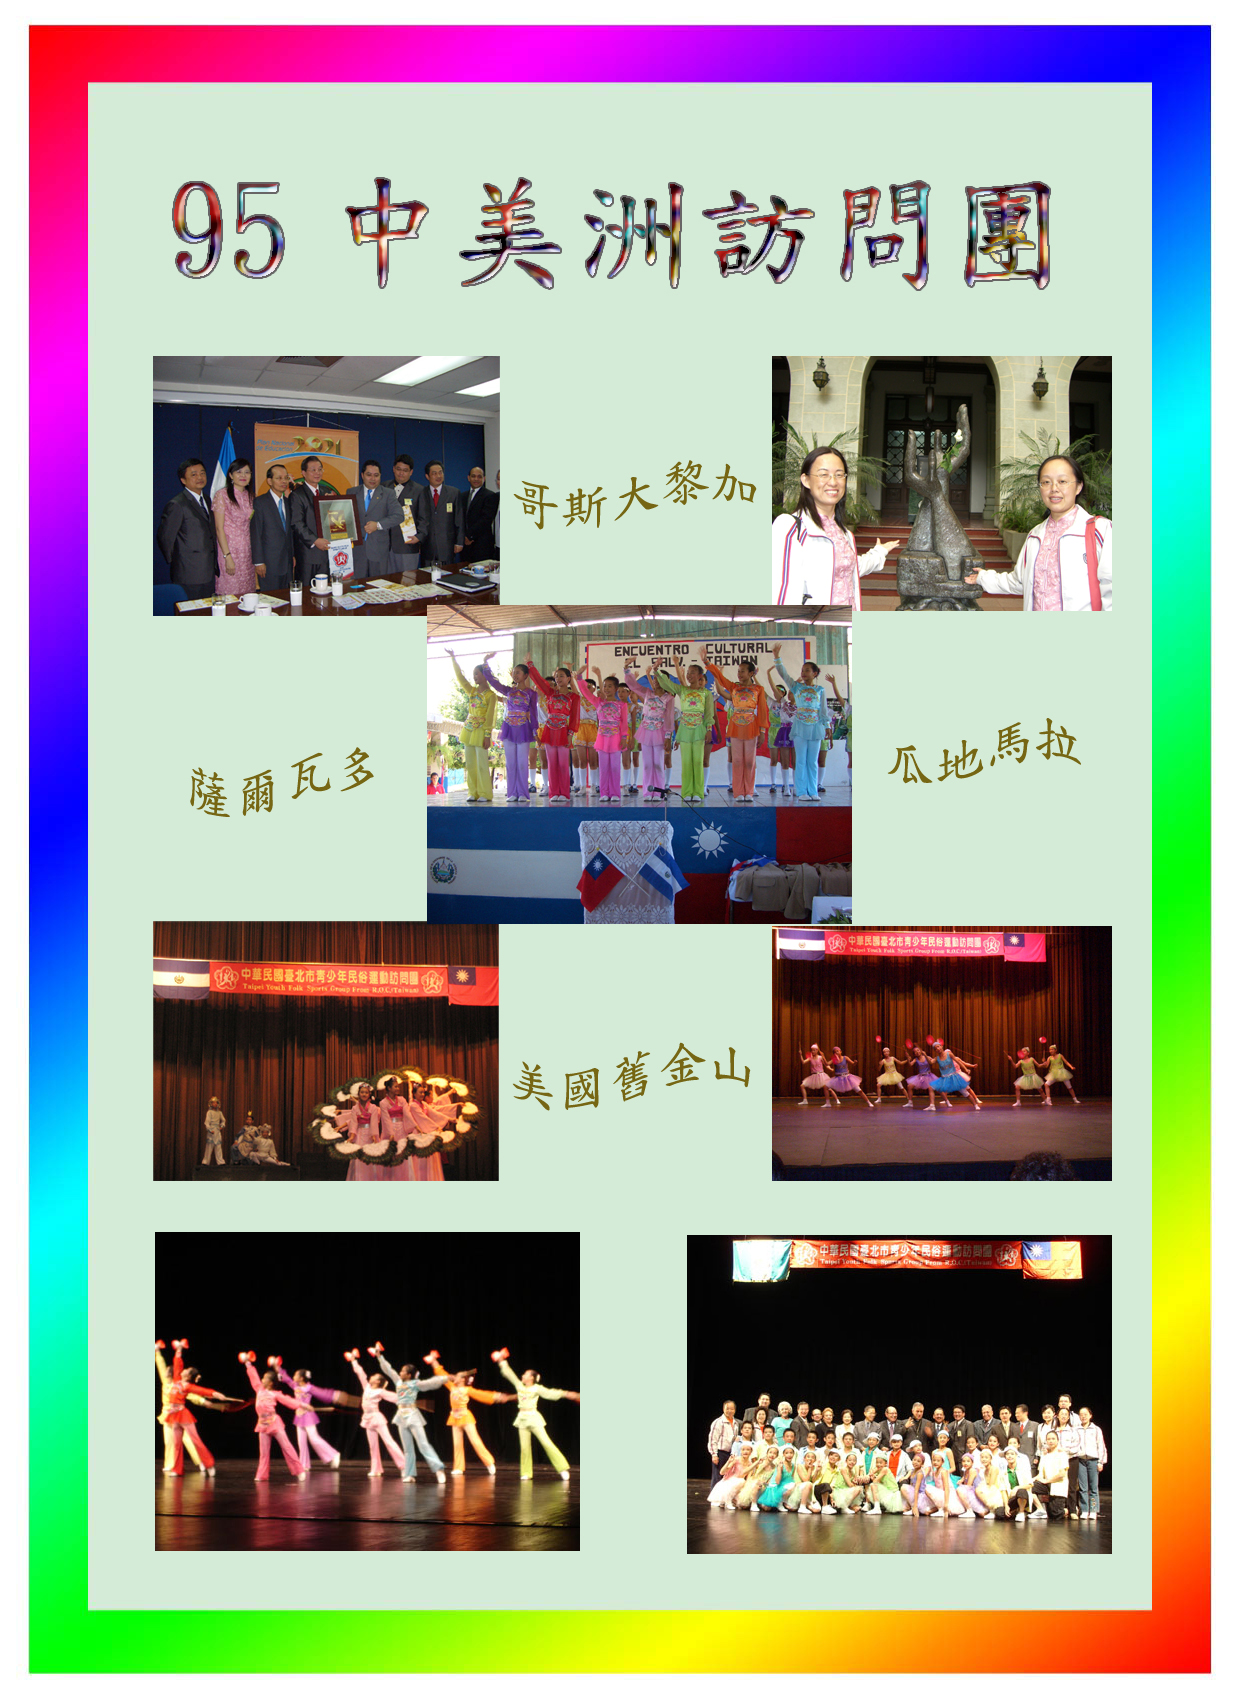 95 中美洲訪問團
2021
哥斯大黎加
ENCUENTRO CULTURAL
EL SALV.-TAIWAN
薩爾瓦多
瓜地馬拉
中華民國臺北市青少年民俗運動訪問團
Taipei Youth Folk Sports Group From R.O.C.(Taiwan)
中華民國臺北市青少年民俗運動訪問團
Taipei Youth Folk Sports Group From R.O.C.(Taiwan)
美國舊金山
中華民國臺北市青少年民俗運動訪問團
Taipei Youth Folk Sports Group From R.O.C.(Taiwan)